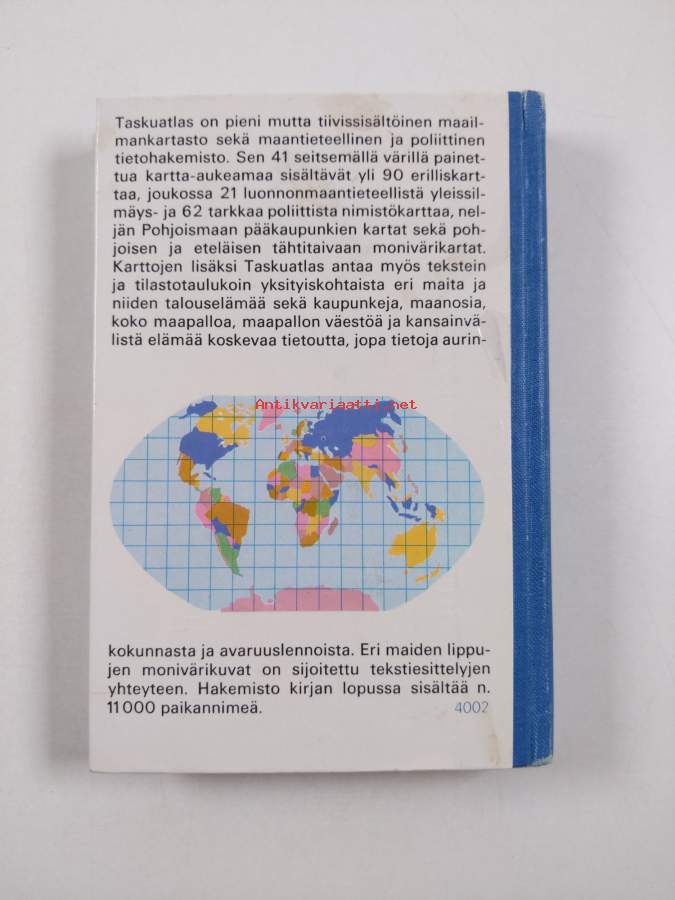 Taskuatlas on pieni mutta tiivissisältöinen maail-
mankartasto sekä maantieteellinen ja poliittinen
tietohakemisto. Sen 41 seitsemällä värillä painet-
tua kartta-aukeamaa sisältävät yli 90 erilliskart-
taa, joukossa 21 luonnonmaantieteellistä yleissil-
mäys- ja 62 tarkkaa poliittista nimistökarttaa, nel-
jän Pohjoismaan pääkaupunkien kartat sekä poh-
joisen ja eteläisen tähtitaivaan monivärikartat.
Karttojen lisäksi Taskuatlas antaa myös tekstein
ja tilastotaulukoin yksityiskohtaista eri maita ja
niiden talouselämää sekä kaupunkeja, maanosia,
koko maapalloa, maapallon väestöä ja kansainvä-
listä elämää koskevaa tietoutta, jopa tietoja aurin-
Antikvariaatti.net
kokunnasta ja avaruuslennoista. Eri maiden lippu-
jen monivärikuvat on sijoitettu tekstiesittelyjen
yhteyteen. Hakemisto kirjan lopussa sisältää n.
11 000 paikannimeä. 4002